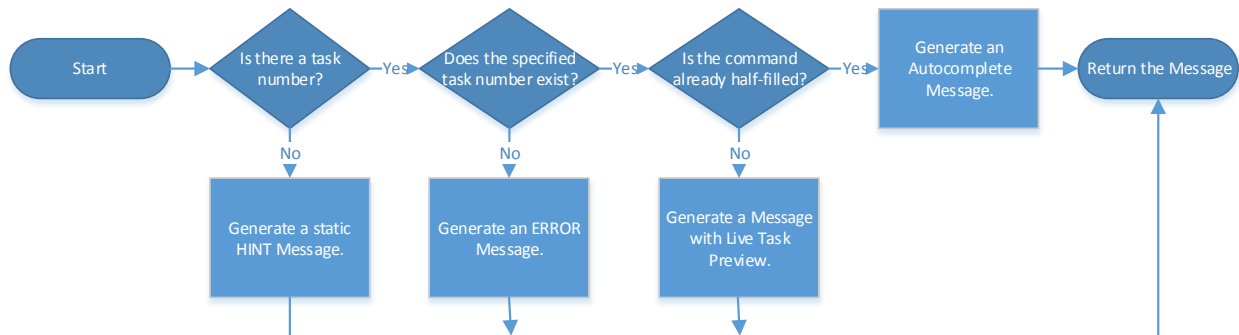 Start
Is there a task
number?
Yes
Does the specified
task number exist?
Yes
Is the command
already half-filled?
Yes
Generate an
Autocomplete
Message.
Return the Message
No
No
No
Generate a static
HINT Message.
Generate an ERROR
Message.
Generate a Message
with Live Task
Preview.